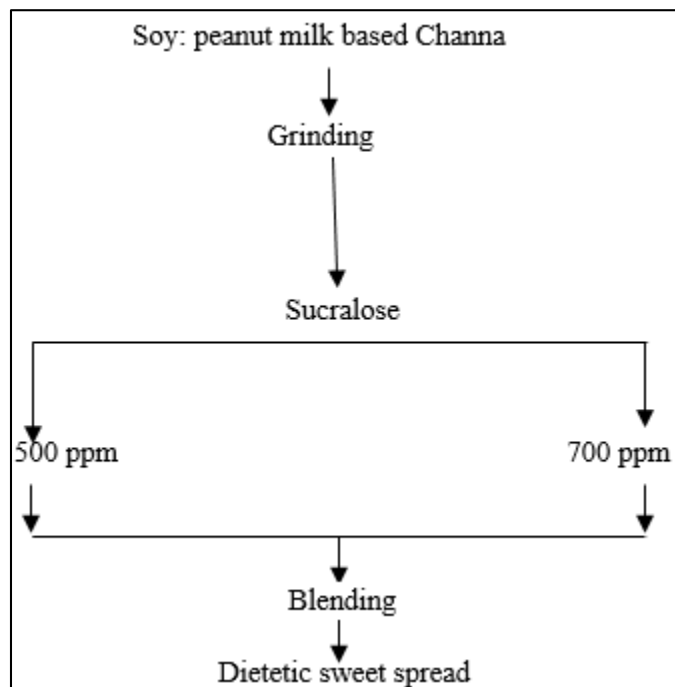 Soy: peanut milk based Channa
Grinding
Sucralose
500 ppm
700 ppm
Blending
Dietetic sweet spread